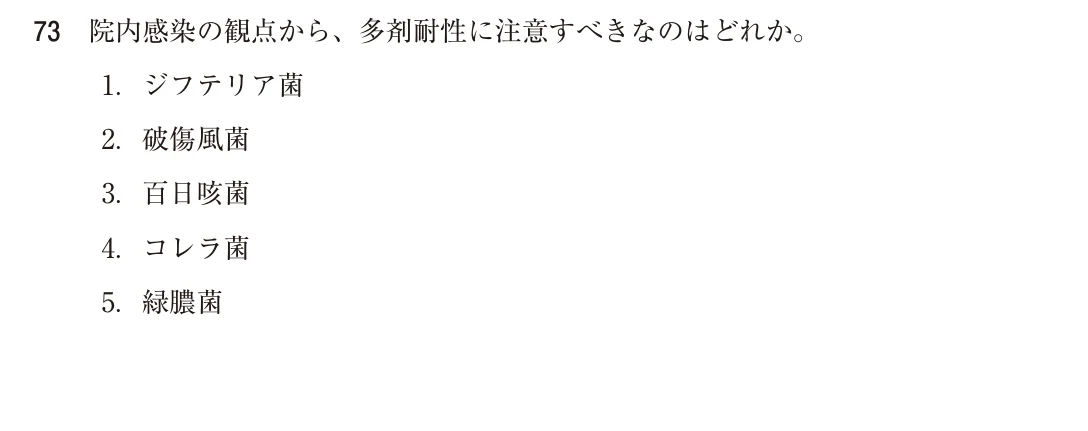 73 院内感染の観点から、多剤耐性に注意すべきなのはどれか。
1. ジフテリア菌
2. 破傷風菌
3. 百日咳菌
4. コレラ菌
5. 緑膿菌